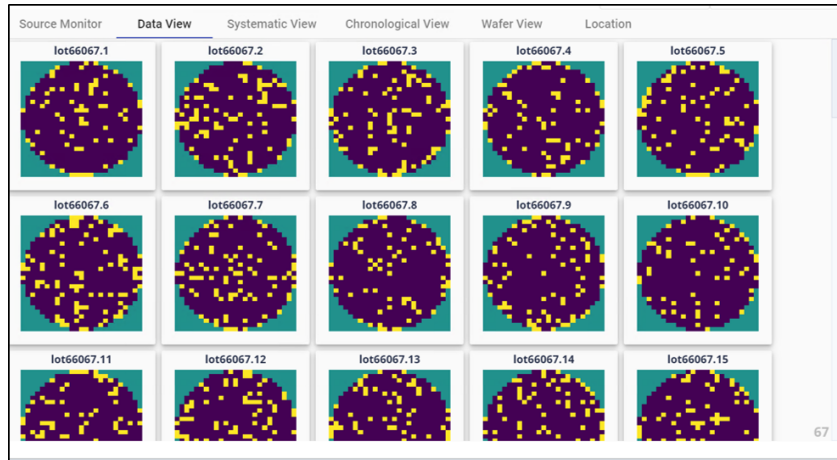 Source Monitor Data View Systematic View Chronological View Wafer View Location
lot66067.1 lot66067.2 lot66067.3 lot66067.4 lot66067.5
lot66067.6 lot66067.7 lot66067.8 lot66067.9 lot66067.10
lot66067.11 lot66067.12 lot66067.13 lot66067.14 lot66067.15
67